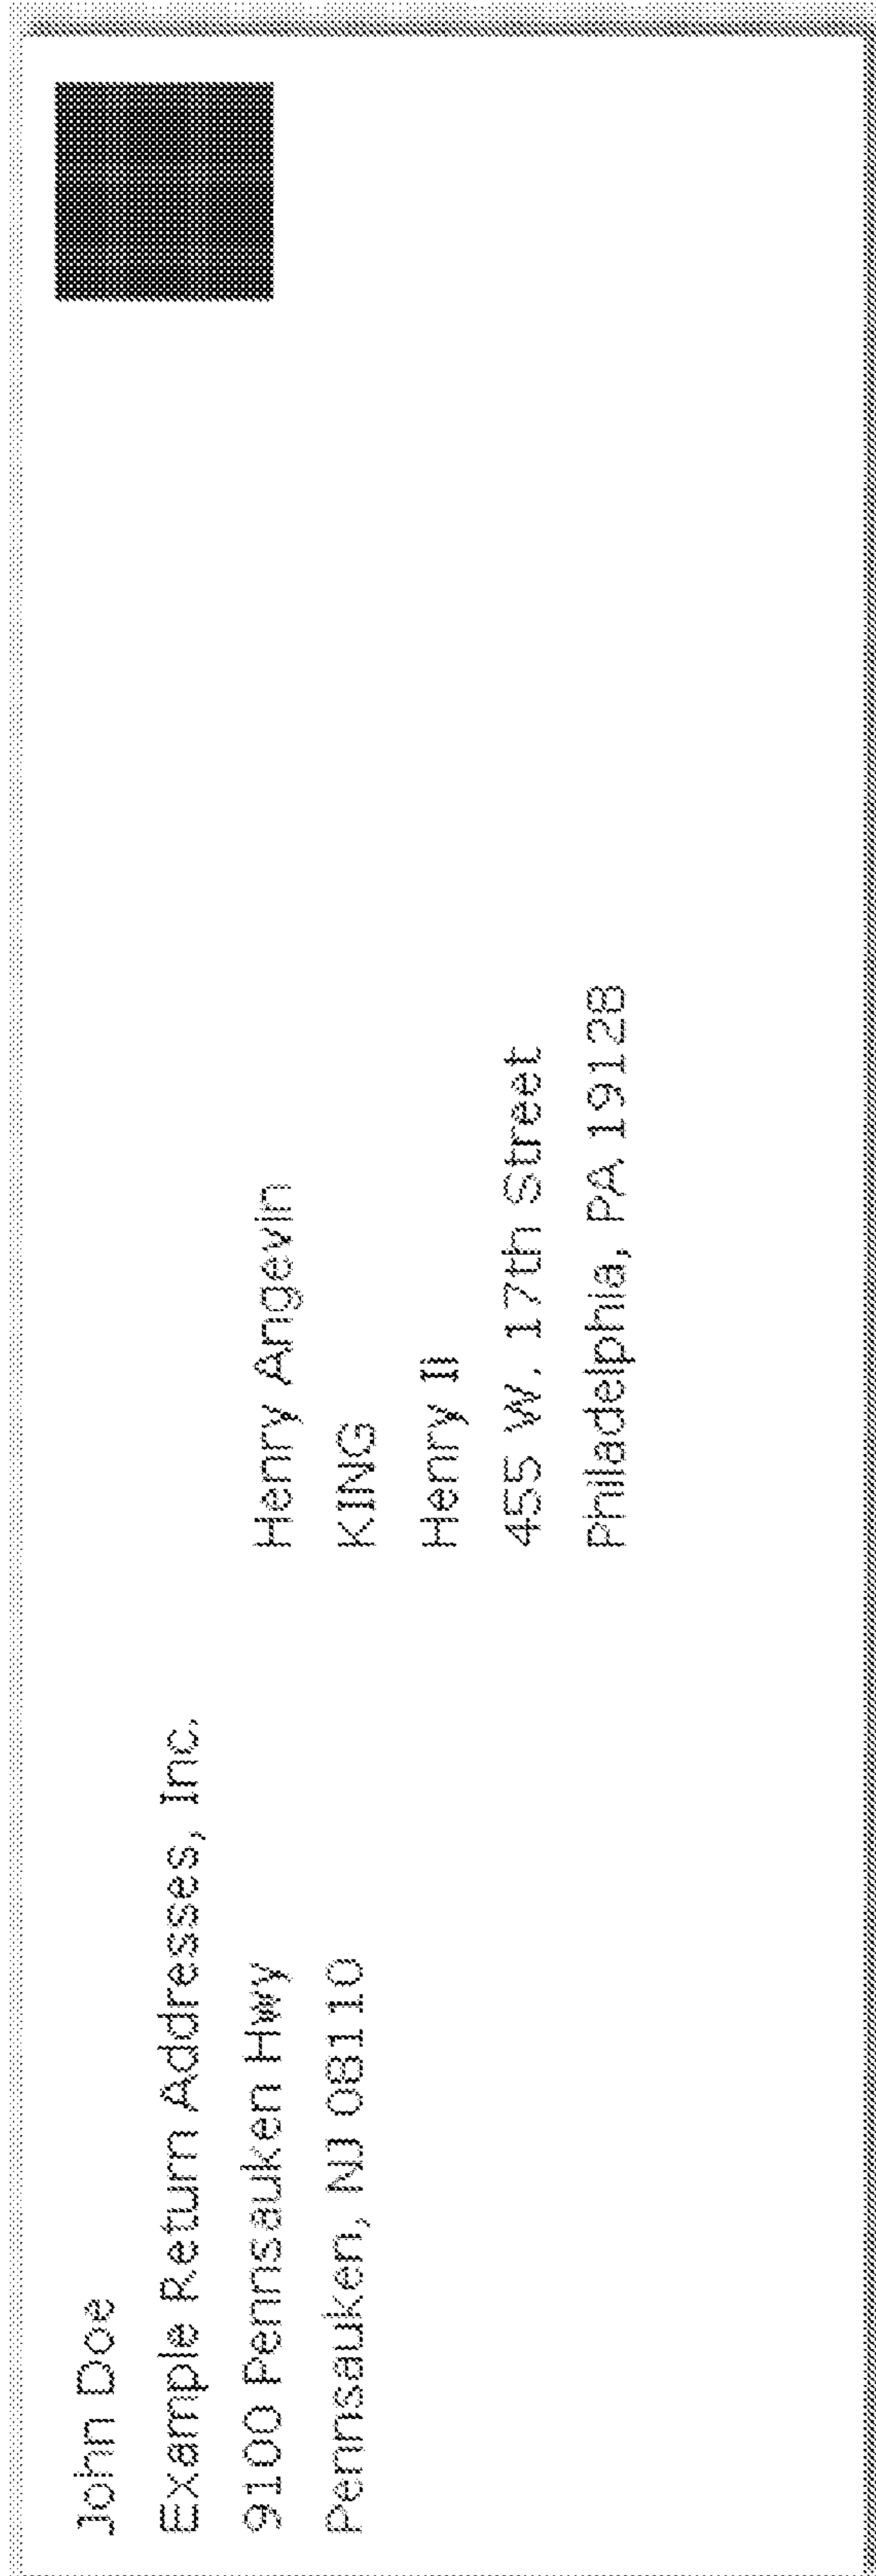 John Doe
Example Return Addresses, Inc.
9100 Pennsauken Hwy
Pennsauken, NJ 08110
Henry Angevin
KING
Henry II
455 W. 17th Street
Philadelphia, PA 19128